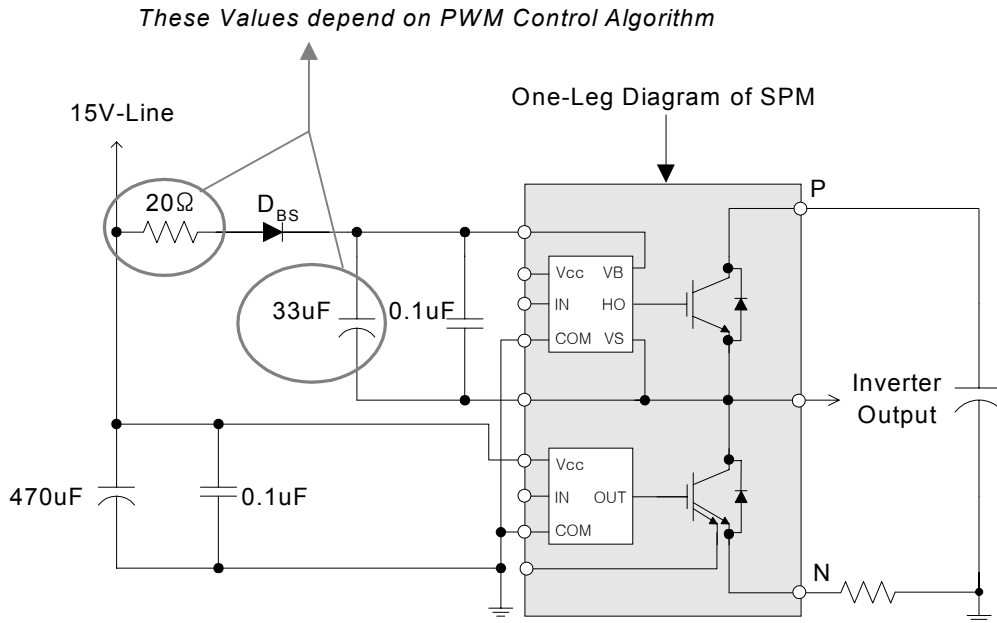 These Values depend on PWM Control Algorithm
One-Leg Diagram of SPM
15V-Line
P
20Ω
D_BS
Vcc VB
33uF
0.1uF
IN HO
COM VS
Inverter
Output
Vcc
470uF
0.1uF
IN OUT
COM
N